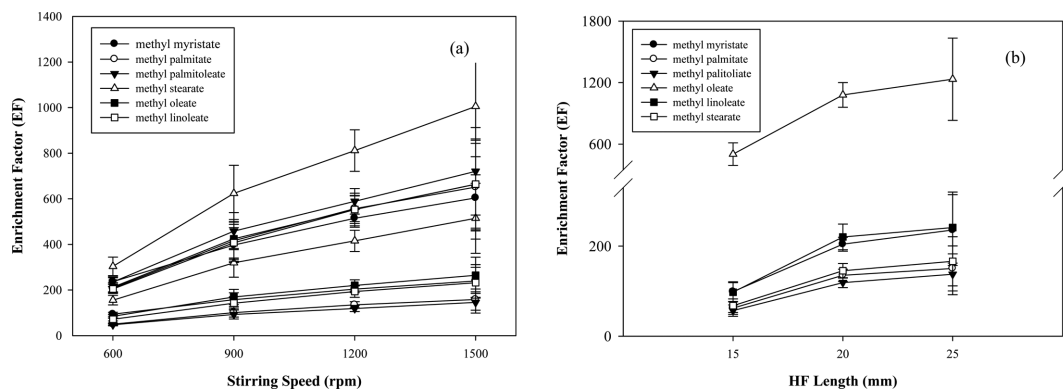 1400
1200
1000
800
600
400
200
0
600
900
1200
1500
Enrichment Factor (EF)
Stirring Speed (rpm)
(a)
methyl myristate
methyl palmitate
methyl palmitoleate
methyl stearate
methyl oleate
methyl linoleate
1800
1200
600
200
0
15
20
25
Enrichment Factor (EF)
HF Length (mm)
(b)
methyl myristate
methyl palmitate
methyl palitoliate
methyl oleate
methyl linoleate
methyl stearate